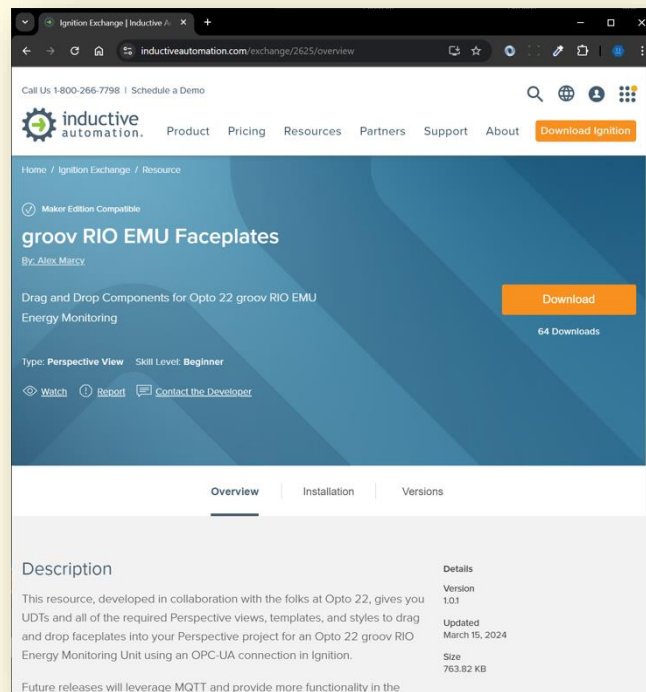 Ignition Exchange | Inductive A
inductiveautomation.com/exchange/2625/overview
Call Us 1-800-266-7798 | Schedule a Demo
inductive
automation.
Product Pricing Resources Partners Support About Download Ignition
Home / Ignition Exchange / Resource
Maker Edition Compatible
groov RIO EMU Faceplates
By: Alex Marcy
Drag and Drop Components for Opto 22 groov RIO EMU
Energy Monitoring
Download
64 Downloads
Type: Perspective View Skill Level: Beginner
Watch Report Contact the Developer
Overview Installation Versions
Description
This resource, developed in collaboration with the folks at Opto 22, gives you
UDTs and all of the required Perspective views, templates, and styles to drag
and drop faceplates into your Perspective project for an Opto 22 groov RIO
Energy Monitoring Unit using an OPC-UA connection in Ignition.
Future releases will leverage MQTT and provide more functionality in the
Details
Version
1.0.1
Updated
March 15, 2024
Size
763.82 KB